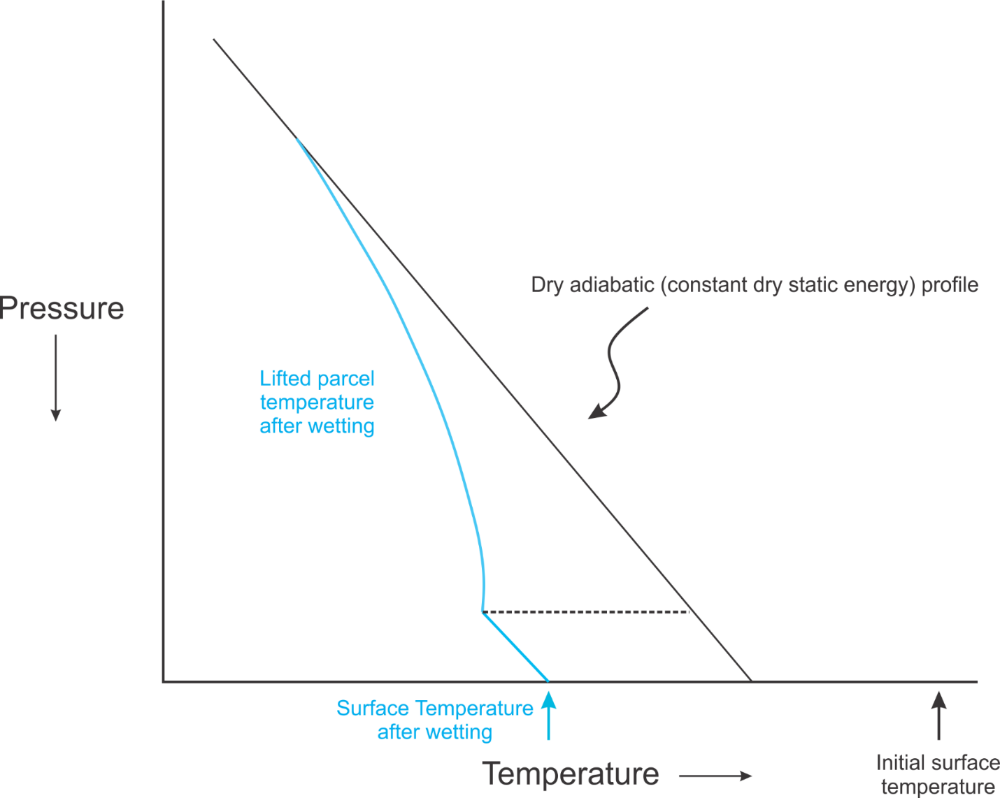 Dry adiabatic (constant dry static energy) profile
Pressure
Lifted parcel
temperature
after wetting
Surface Temperature
after wetting
Temperature
Initial surface
temperature